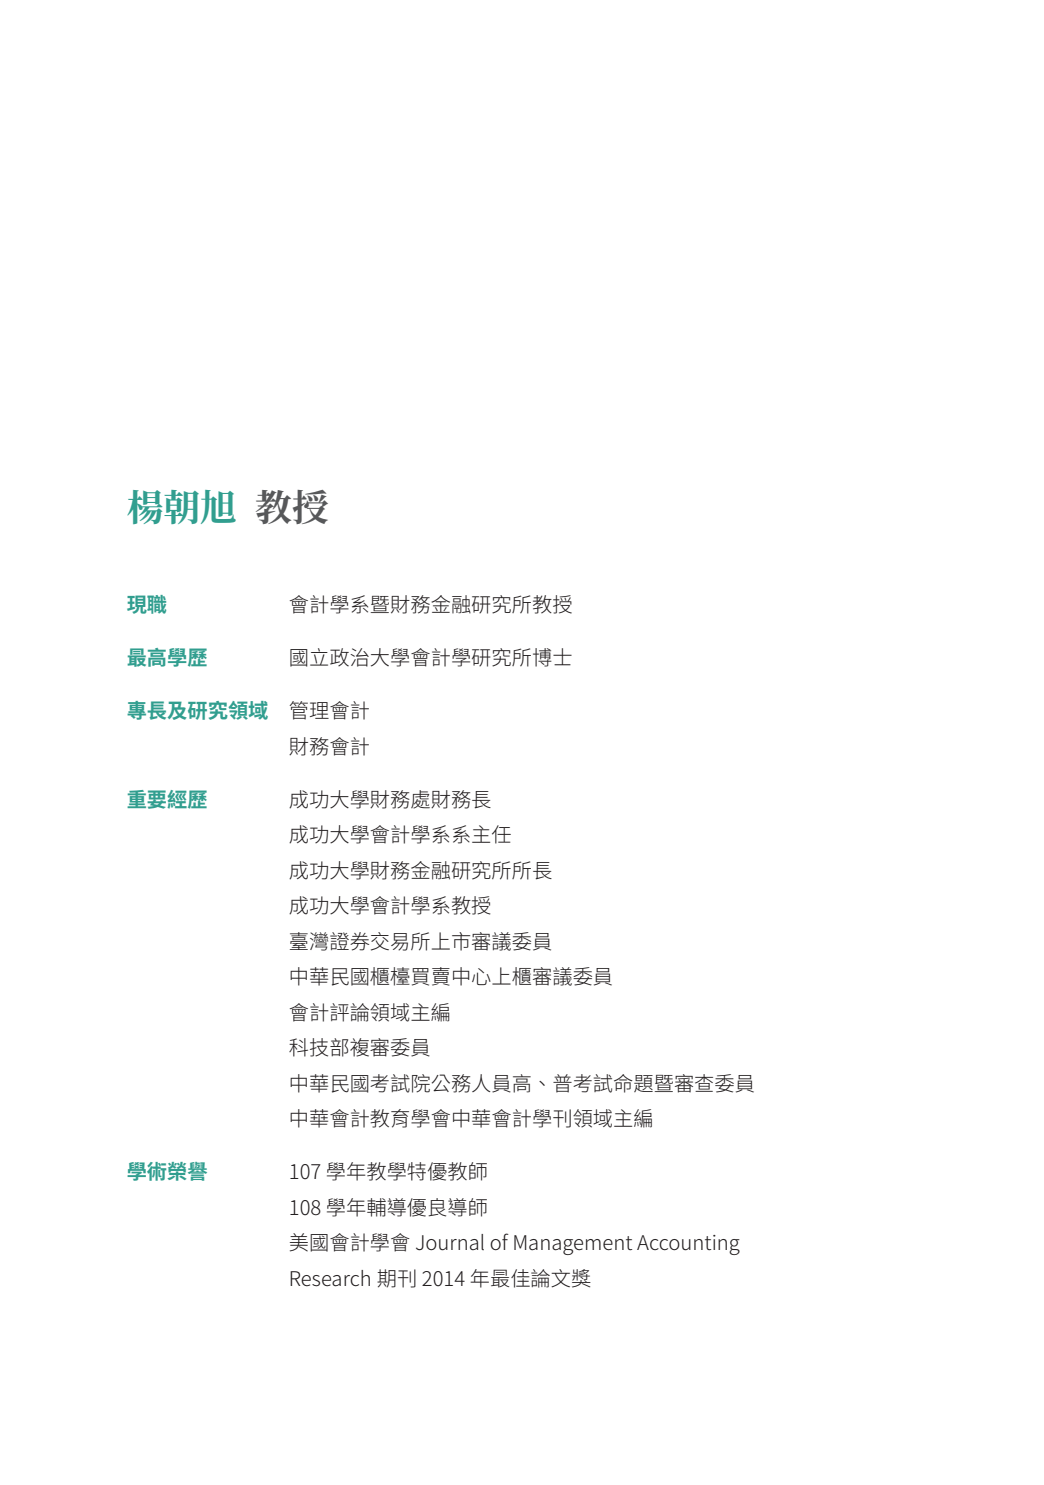 楊朝旭 教授
現職 會計學系暨財務金融研究所教授
最高學歷 國立政治大學會計學研究所博士
專長及研究領域 管理會計
財務會計
重要經歷 成功大學財務處財務長
成功大學會計學系系主任
成功大學財務金融研究所所長
成功大學會計學系教授
臺灣證券交易所上市審議委員
中華民國櫃檯買賣中心上櫃審議委員
會計評論領域主編
科技部複審委員
中華民國考試院公務人員高、普考試命題暨審查委員
中華會計教育學會中華會計學刊領域主編
學術榮譽 107 學年教學特優教師
108 學年輔導優良導師
美國會計學會 Journal of Management Accounting
Research 期刊 2014 年最佳論文獎